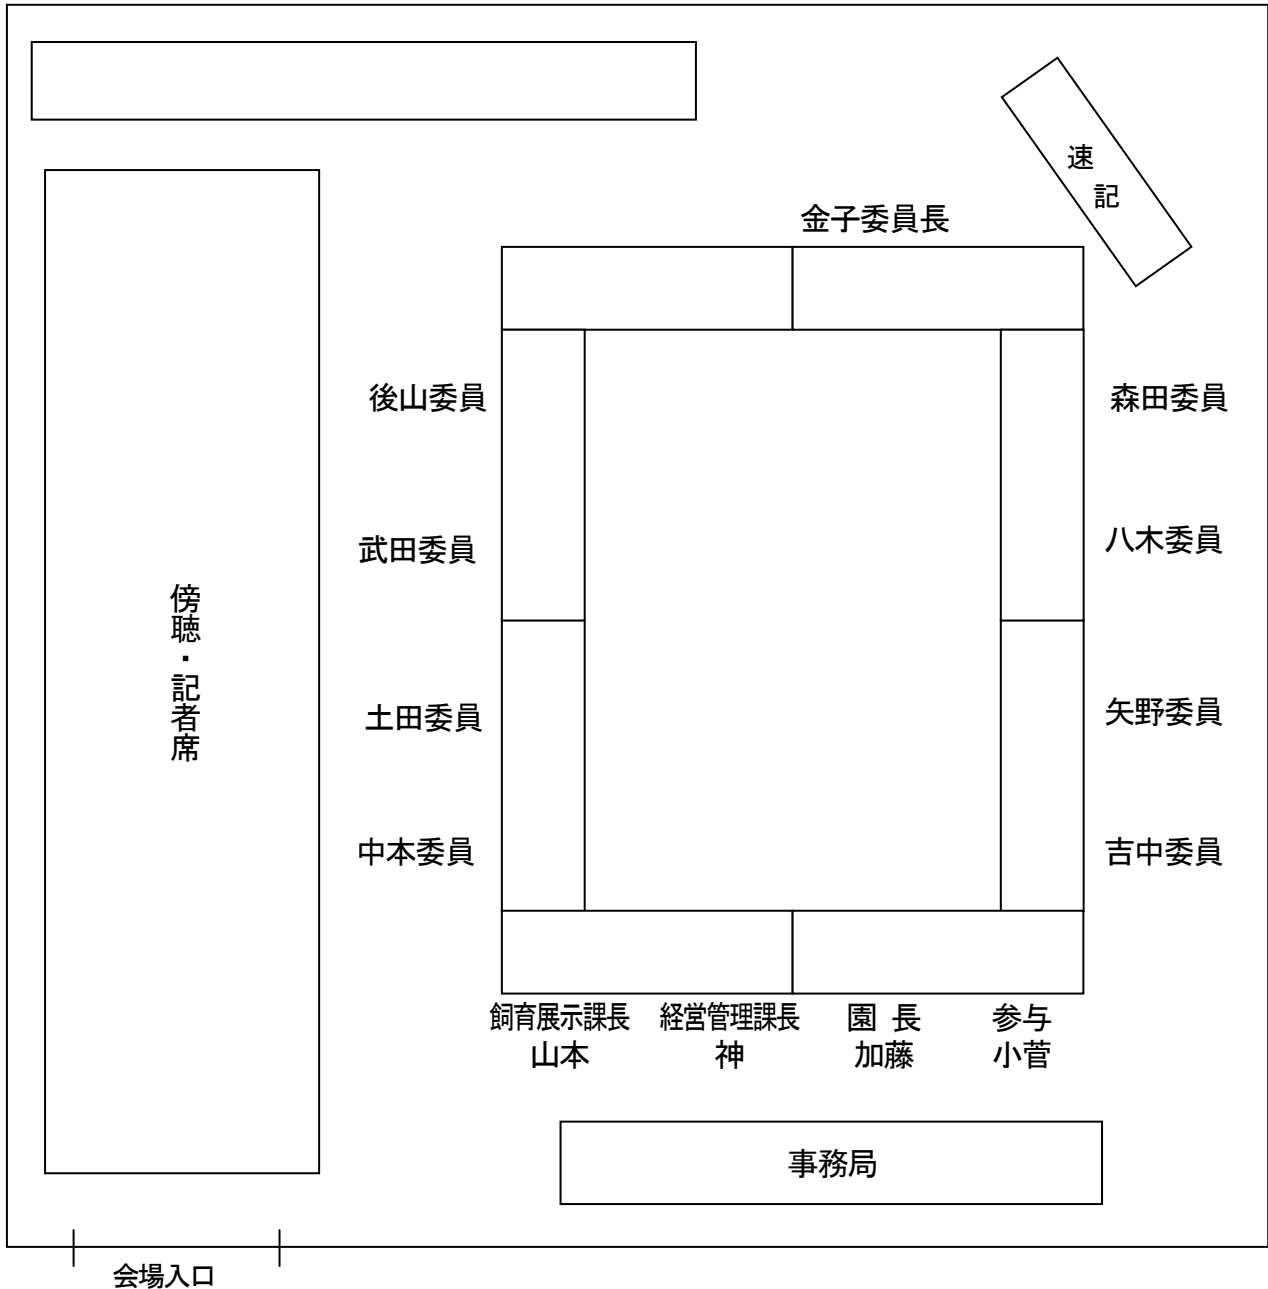 速
記
金子委員長
後山委員
森田委員
武田委員
八木委員
傍聴・記者席
土田委員
矢野委員
中本委員
吉中委員
飼育展示課長
山本
経営管理課長
神
園 長
加藤
参与
小菅
事務局
会場入口